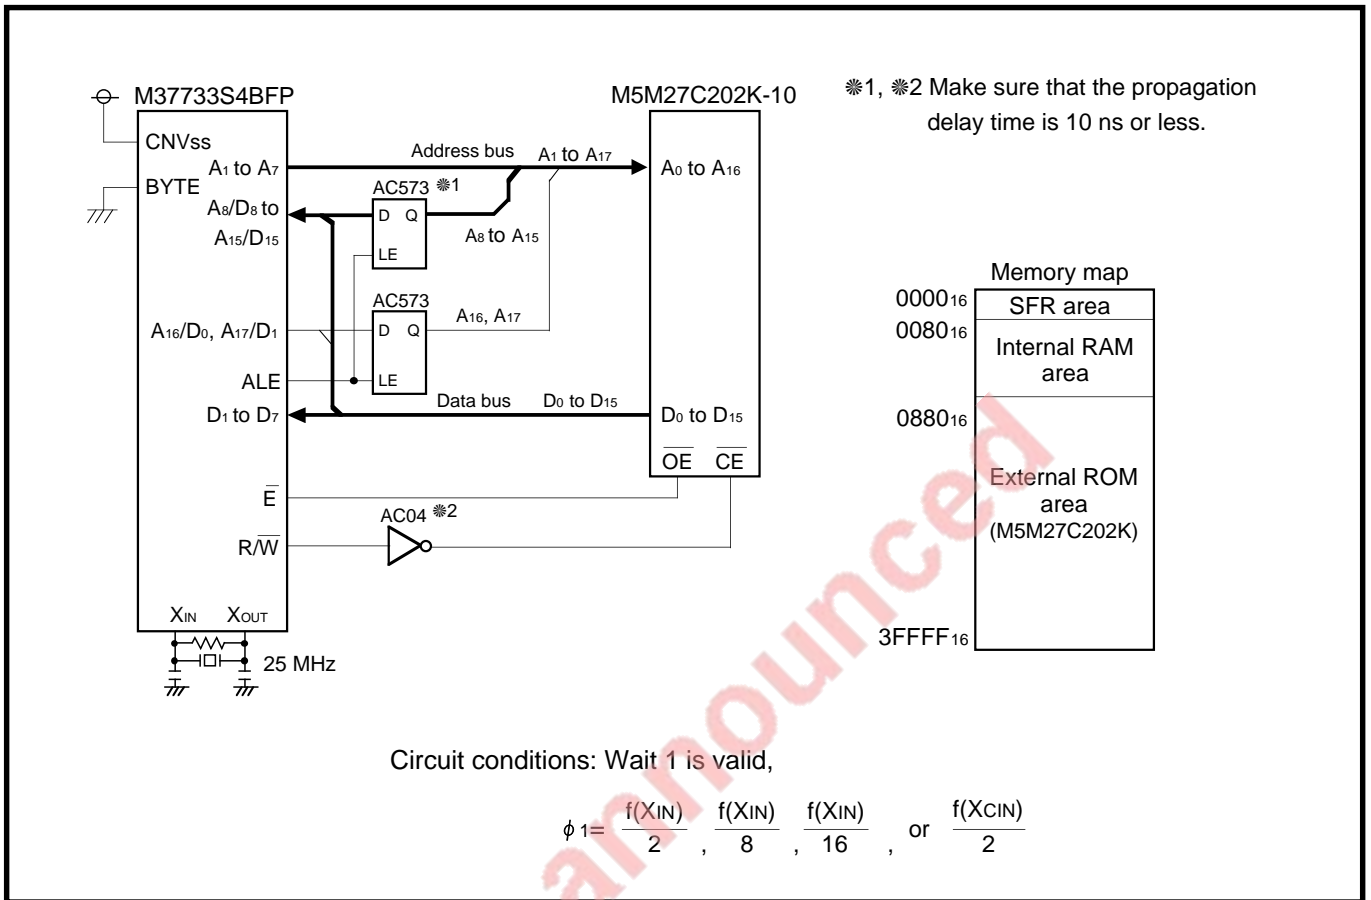 M37733S4BFP
M5M27C202K-10
※1, ※2 Make sure that the propagation
delay time is 10 ns or less.
CNVss
BYTE
A1 to A7
A8/D8 to
A15/D15
A16/D0, A17/D1
ALE
D1 to D7
E̅
R/W̅
XIN XOUT
25 MHz
Address bus
A1 to A17
AC573 ※1
D Q
LE
A8 to A15
AC573
D Q
LE
A16, A17
Data bus D0 to D15
AC04 ※2
A0 to A16
D0 to D15
O̅E̅ C̅E̅
Memory map
000016
SFR area
008016
Internal RAM
area
088016
External ROM
area
(M5M27C202K)
3FFFF16
Circuit conditions: Wait 1 is valid,
ϕ1= f(XIN)/2, f(XIN)/8, f(XIN)/16, or f(XCIN)/2
announced